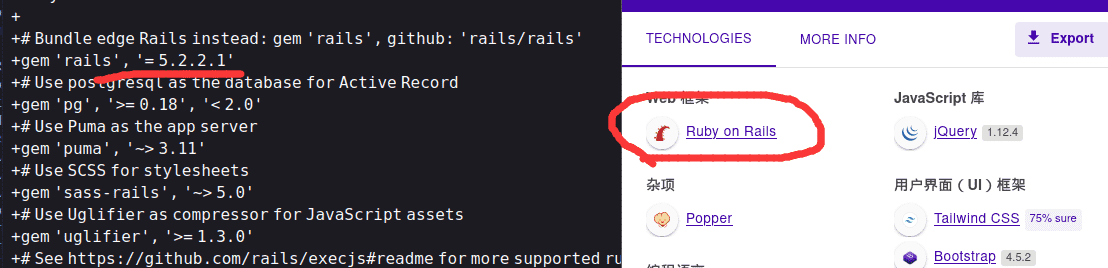 +
+# Bundle edge Rails instead: gem 'rails', github: 'rails/rails'
+gem 'rails', '= 5.2.2.1'
+# Use postgresql as the database for Active Record
+gem 'pg', '>= 0.18', '< 2.0'
+# Use Puma as the app server
+gem 'puma', '~> 3.11'
+# Use SCSS for stylesheets
+gem 'sass-rails', '~> 5.0'
+# Use Uglifier as compressor for JavaScript assets
+gem 'uglifier', '>= 1.3.0'
+# See https://github.com/rails/execjs#readme for more supported ru
TECHNOLOGIES
MORE INFO
Export
Web 框架
Ruby on Rails
杂项
Popper
编程语言
JavaScript 库
jQuery 1.12.4
用户界面（UI）框架
Tailwind CSS 75% sure
Bootstrap 4.5.2